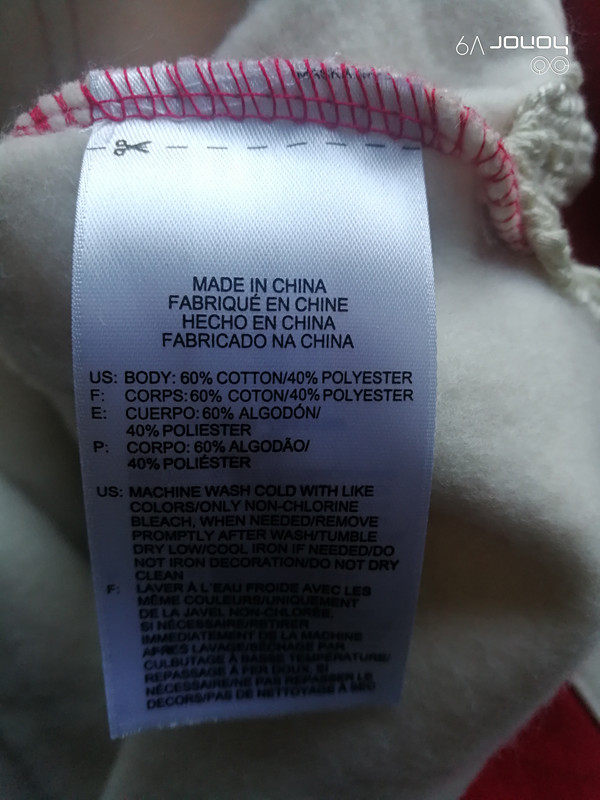 honor V9
MADE IN CHINA
FABRIQUÉ EN CHINE
HECHO EN CHINA
FABRICADO NA CHINA
US: BODY: 60% COTTON/40% POLYESTER
F: CORPS: 60% COTON/40% POLYESTER
E: CUERPO: 60% ALGODÓN/
40% POLIESTER
P: CORPO: 60% ALGODÃO/
40% POLIÉSTER
US: MACHINE WASH COLD WITH LIKE
COLORS/ONLY NON-CHLORINE
BLEACH, WHEN NEEDED/REMOVE
PROMPTLY AFTER WASH/TUMBLE
DRY LOW/COOL IRON IF NEEDED/DO
NOT IRON DECORATION/DO NOT DRY
CLEAN
F: LAVER À L'EAU FROIDE AVEC LES
MÊME COULEURS/UNIQUEMENT
DE LA JAVEL NON-CHLORÉE,
SI NÉCESSAIRE/RETIRER
IMMEDIATEMENT DE LA MACHINE
APRÈS LAVAGE/SÉCHAGE PAR
CULBUTAGE À BASSE TEMPÉRATURE/
REPASSAGE À FER DOUX, SI
NÉCESSAIRE/NE PAS REPASSER LE
DECORS/PAS DE NETTOYAGE À SEC